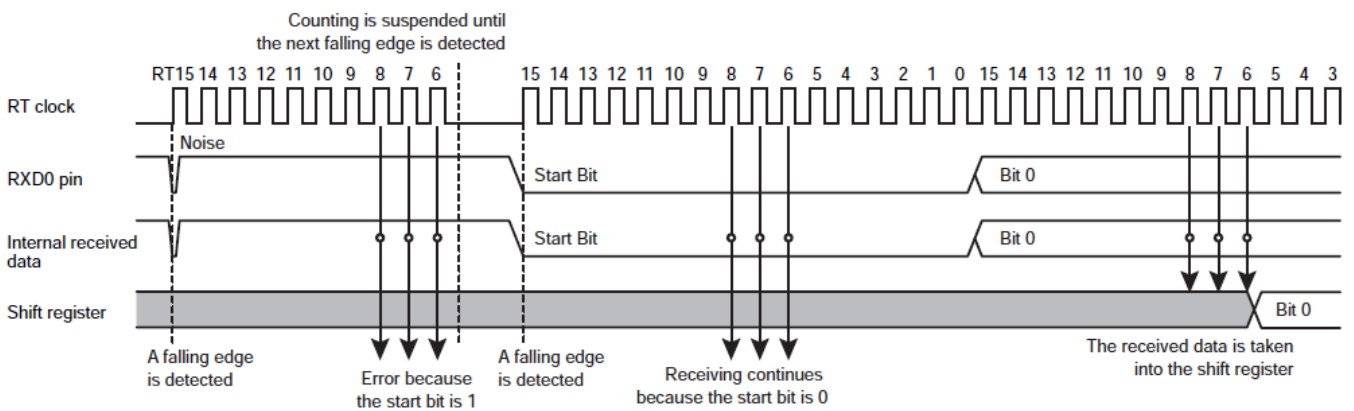 Counting is suspended until
the next falling edge is detected
RT15 14 13 12 11 10 9 8 7 6 15 14 13 12 11 10 9 8 7 6 5 4 3 2 1 0 15 14 13 12 11 10 9 8 7 6 5 4 3
RT clock
Noise
RXD0 pin
Start Bit
Bit 0
Internal received
data
Start Bit
Bit 0
Shift register
Bit 0
A falling edge
is detected
Error because
the start bit is 1
A falling edge
is detected
Receiving continues
because the start bit is 0
The received data is taken
into the shift register